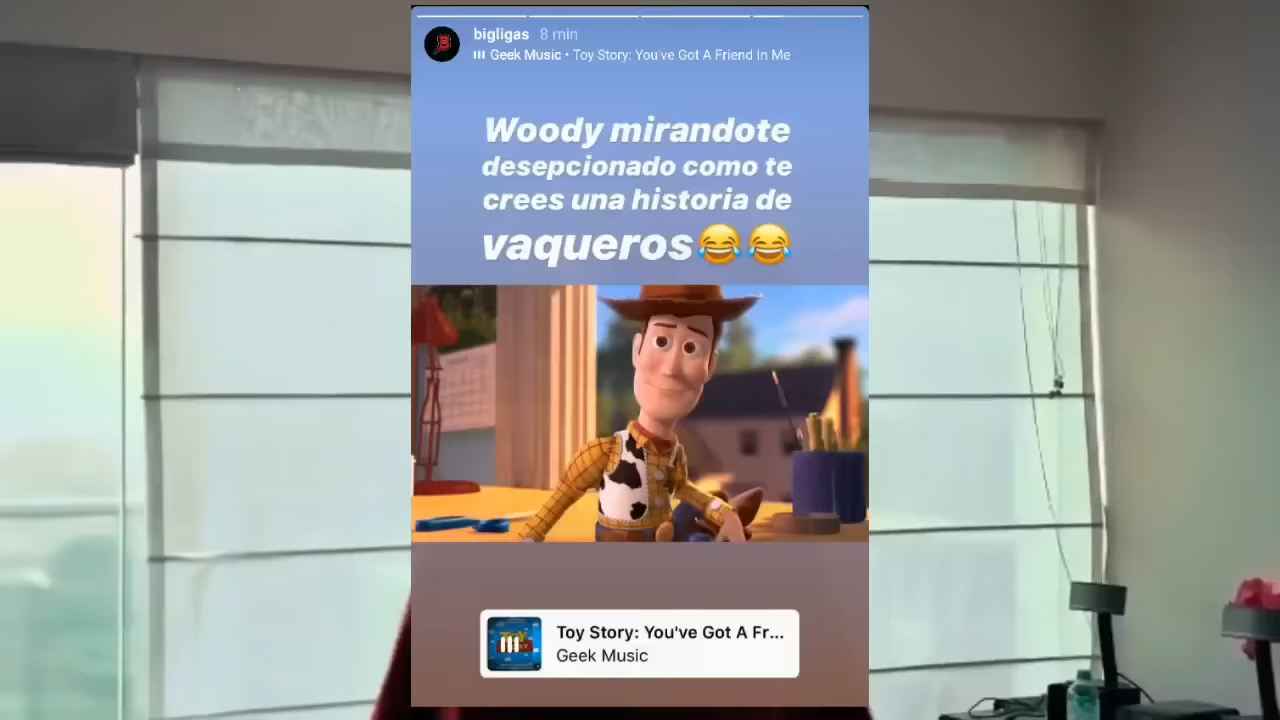 bigligas 8 min
Geek Music • Toy Story: You've Got A Friend In Me
Woody mirandote
desepcionado como te
crees una historia de
vaqueros😂😂
Toy Story: You've Got A Fr...
Geek Music